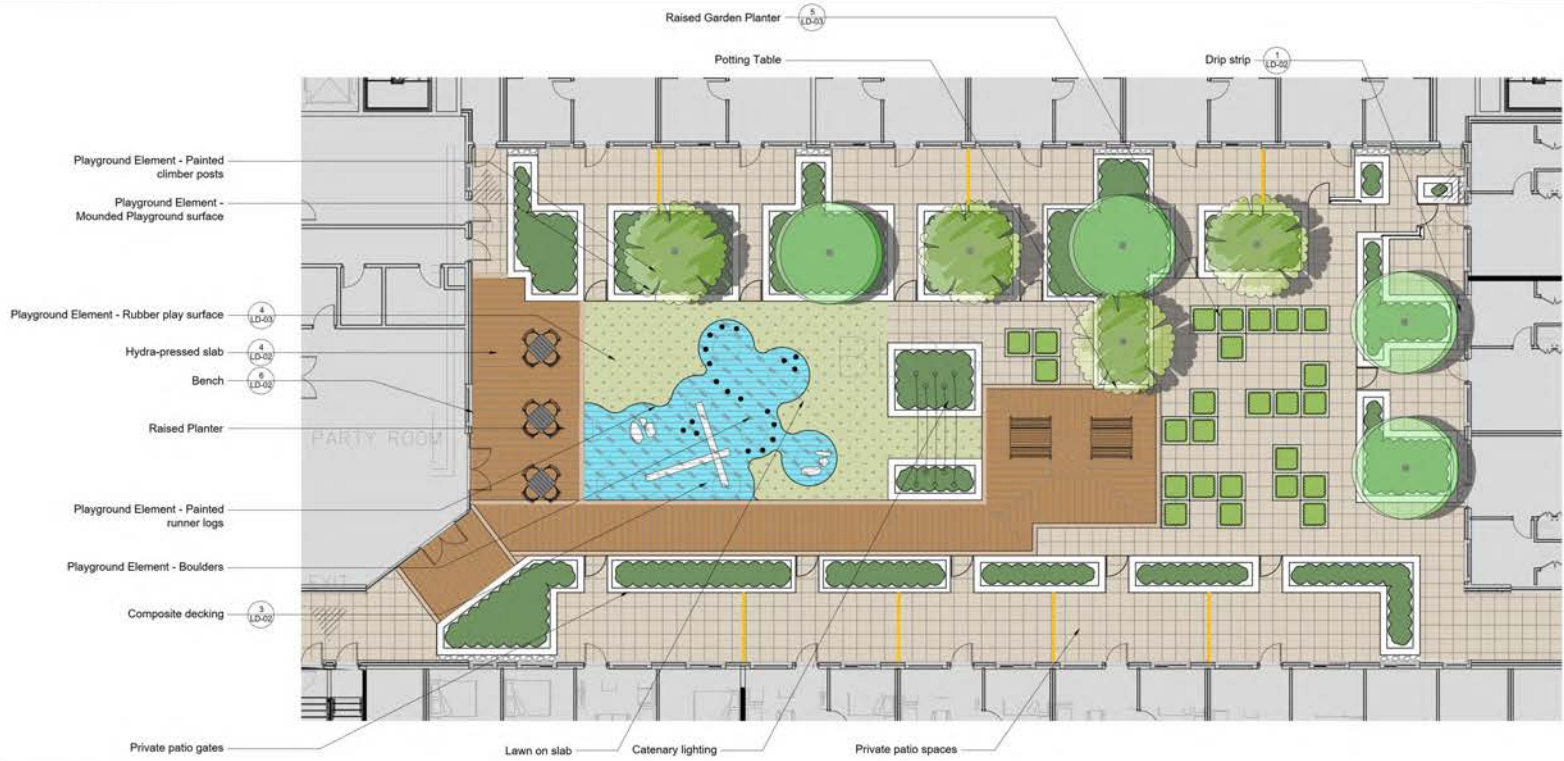 Raised Garden Planter
5
LD-03
Potting Table
Drip strip
1
LD-02
Playground Element - Painted
climber posts
Playground Element -
Mounded Playground surface
Playground Element - Rubber play surface
4
LD-03
Hydra-pressed slab
4
LD-02
Bench
6
LD-02
Raised Planter
PARTY ROOM
Playground Element - Painted
runner logs
Playground Element - Boulders
EXIT
Composite decking
3
LD-02
Private patio gates
Lawn on slab
Catenary lighting
Private patio spaces